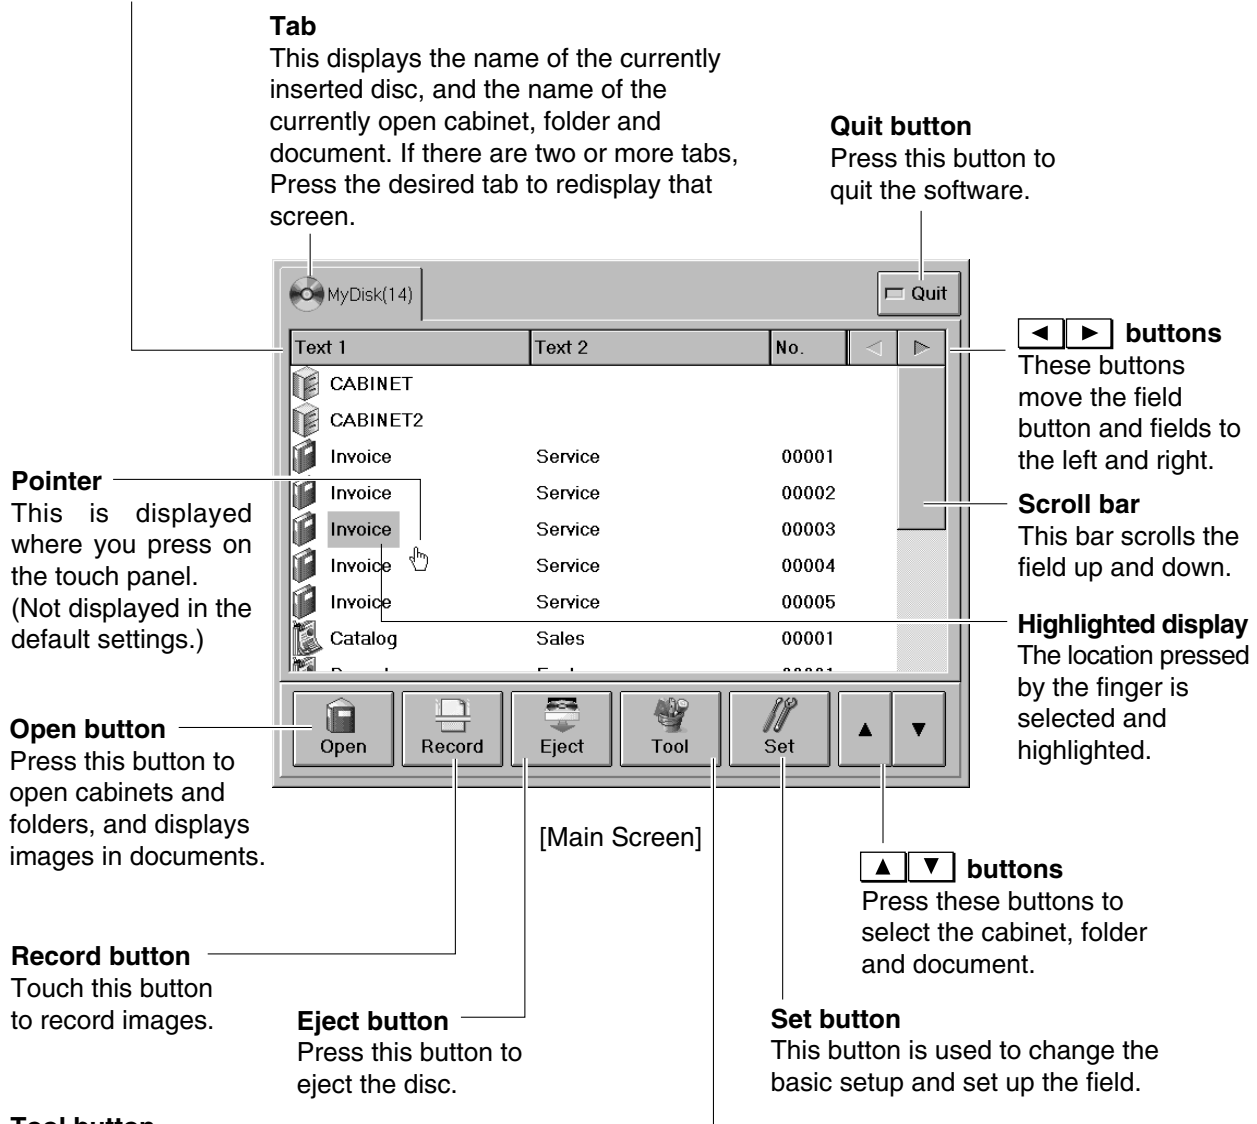 Tab
This displays the name of the currently
inserted disc, and the name of the
currently open cabinet, folder and
document. If there are two or more tabs,
Press the desired tab to redisplay that
screen.
Quit button
Press this button to
quit the software.
MyDisk(14)
Quit
Text 1 Text 2 No.
CABINET
CABINET2
Invoice Service 00001
Invoice Service 00002
Invoice Service 00003
Invoice Service 00004
Invoice Service 00005
Catalog Sales 00001
Open Record Eject Tool Set ▲ ▼
[Main Screen]
◄ ► buttons
These buttons
move the field
button and fields to
the left and right.
Scroll bar
This bar scrolls the
field up and down.
Highlighted display
The location pressed
by the finger is
selected and
highlighted.
Pointer
This is displayed
where you press on
the touch panel.
(Not displayed in the
default settings.)
Open button
Press this button to
open cabinets and
folders, and displays
images in documents.
▲ ▼ buttons
Press these buttons to
select the cabinet, folder
and document.
Record button
Touch this button
to record images.
Eject button
Press this button to
eject the disc.
Set button
This button is used to change the
basic setup and set up the field.
Tool button